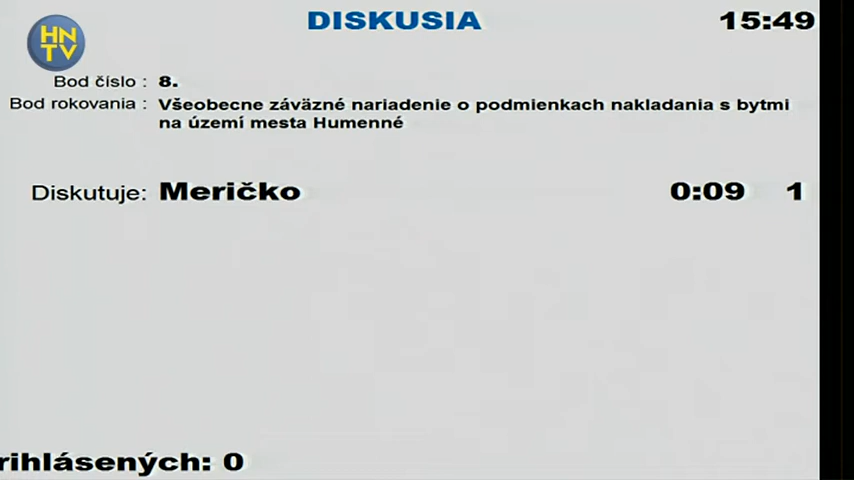 HN
TV
DISKUSIA 15:49
Bod číslo : 8.
Bod rokovania : Všeobecne záväzné nariadenie o podmienkach nakladania s bytmi
na území mesta Humenné
Diskutuje: Meričko 0:09 1
rihlásených: 0